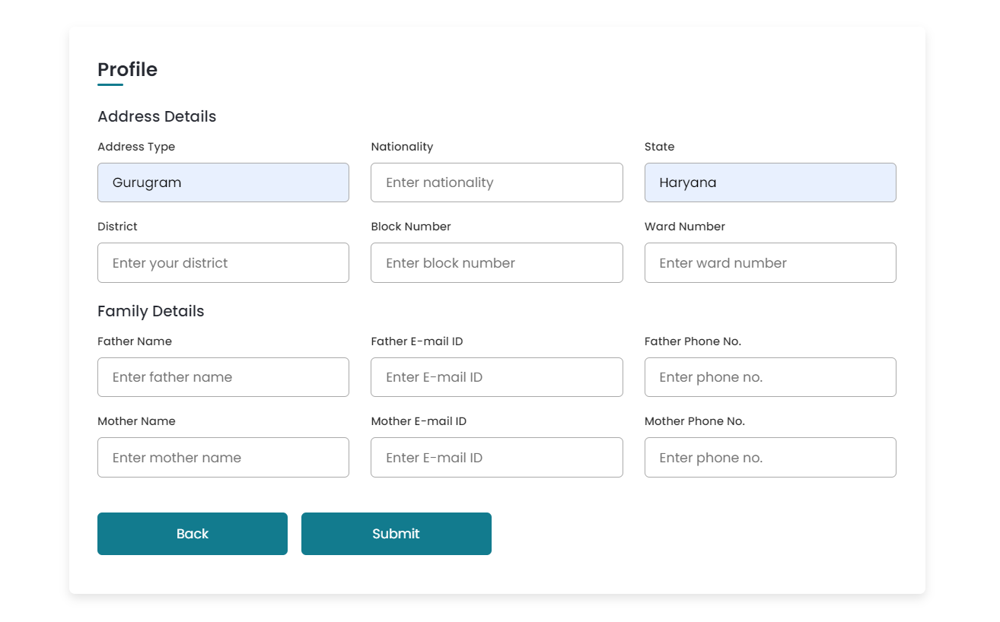 Profile
Address Details
Address Type Nationality State
Gurugram Enter nationality Haryana
District Block Number Ward Number
Enter your district Enter block number Enter ward number
Family Details
Father Name Father E-mail ID Father Phone No.
Enter father name Enter E-mail ID Enter phone no.
Mother Name Mother E-mail ID Mother Phone No.
Enter mother name Enter E-mail ID Enter phone no.
Back Submit